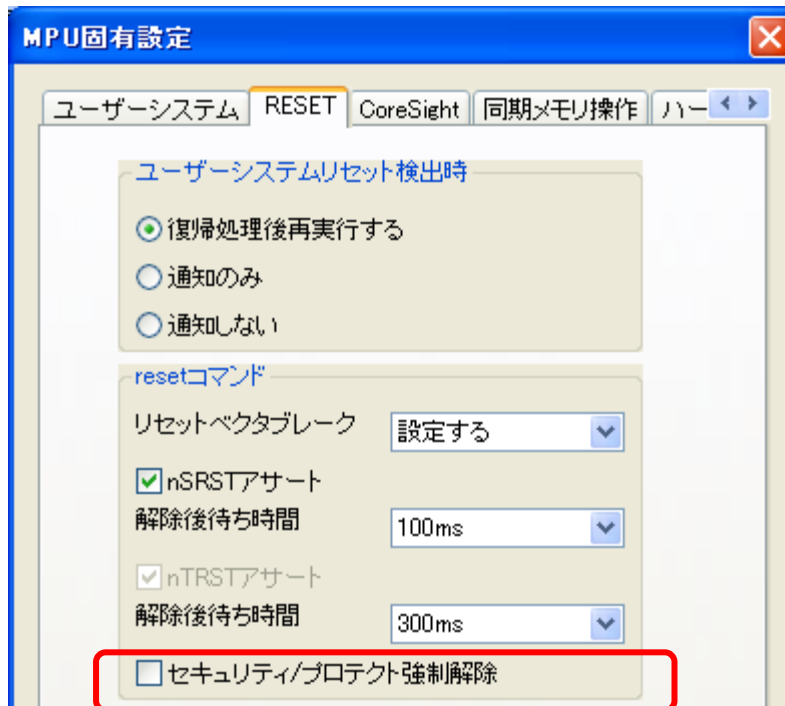 MPU固有設定
ユーザーシステム RESET CoreSight 同期メモリ操作 ハー
ユーザーシステムリセット検出時
復帰処理後再実行する
通知のみ
通知しない
resetコマンド
リセットベクタブレーク 設定する
nSRSTアサート
解除後待ち時間 100ms
nTRSTアサート
解除後待ち時間 300ms
セキュリティ/プロテクト強制解除